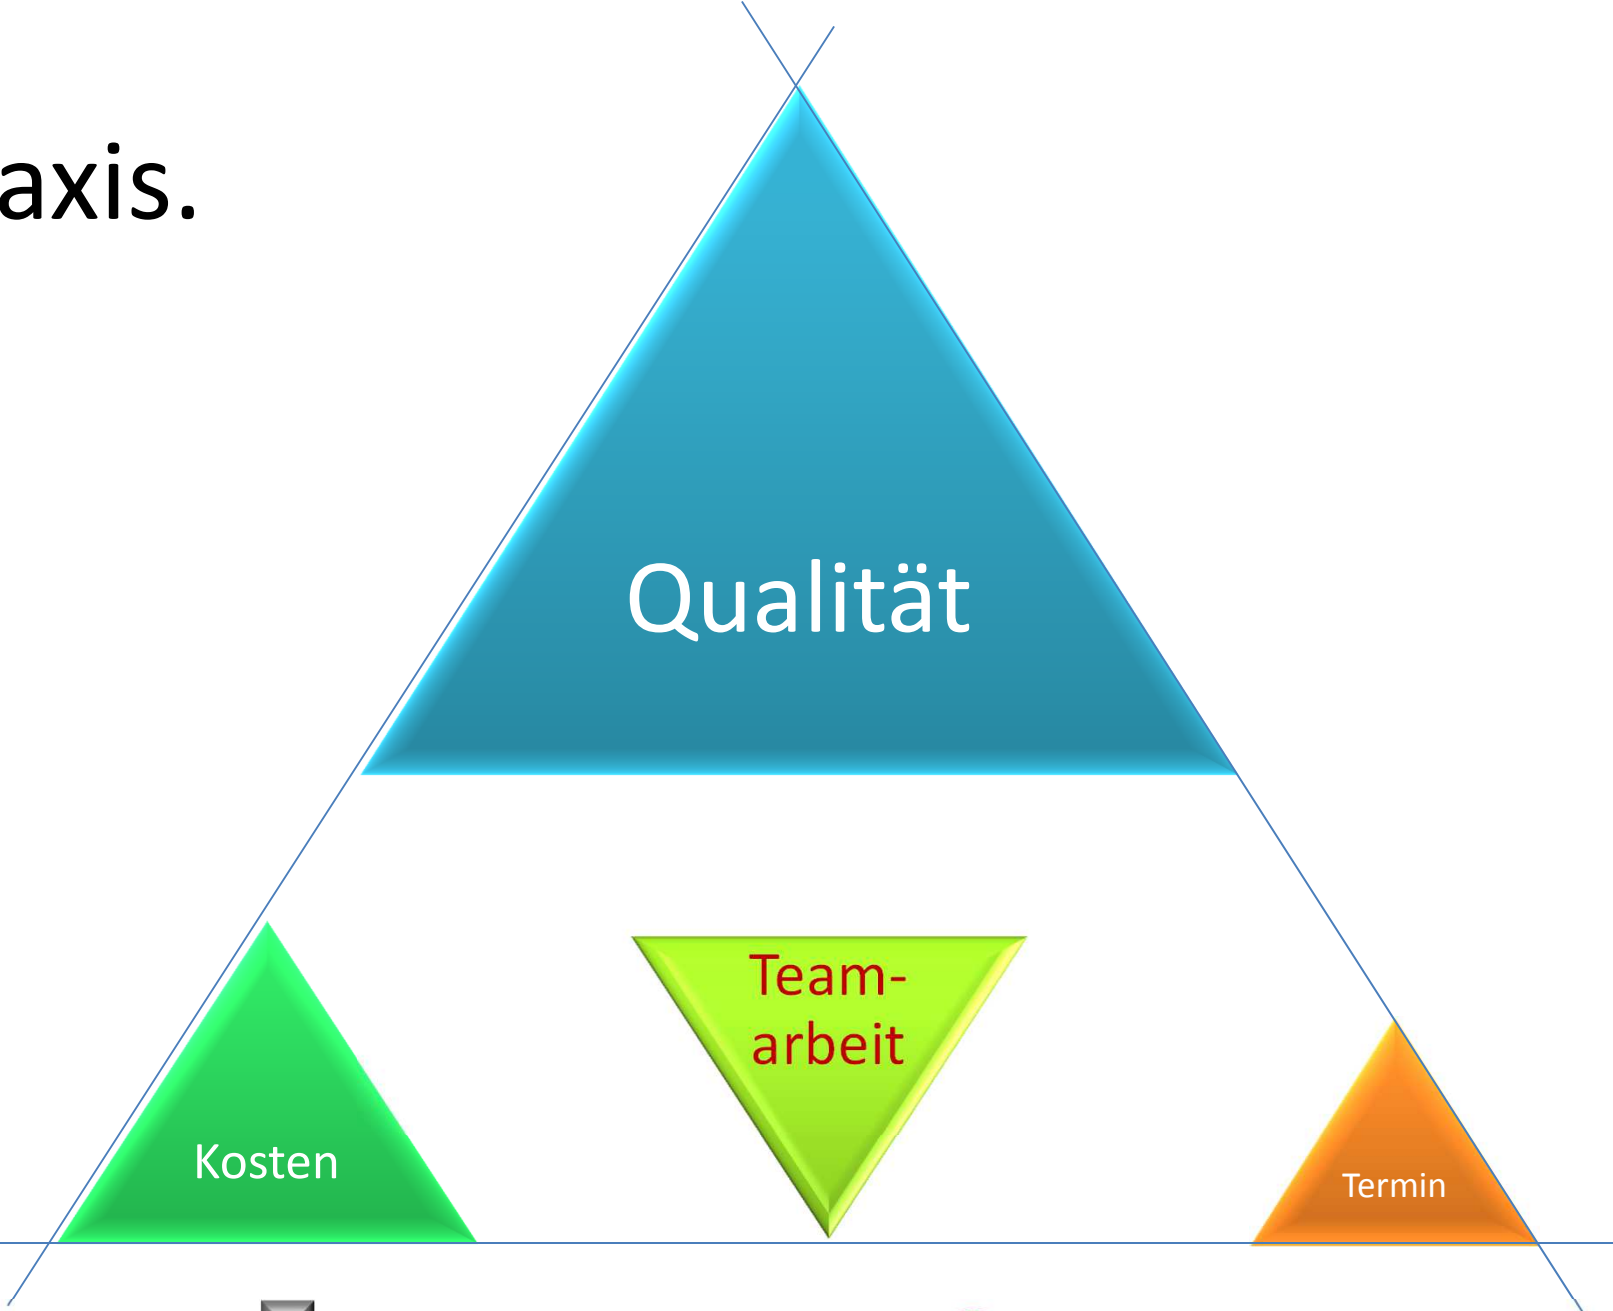 axis.
Qualität
Team-
arbeit
Kosten
Termin